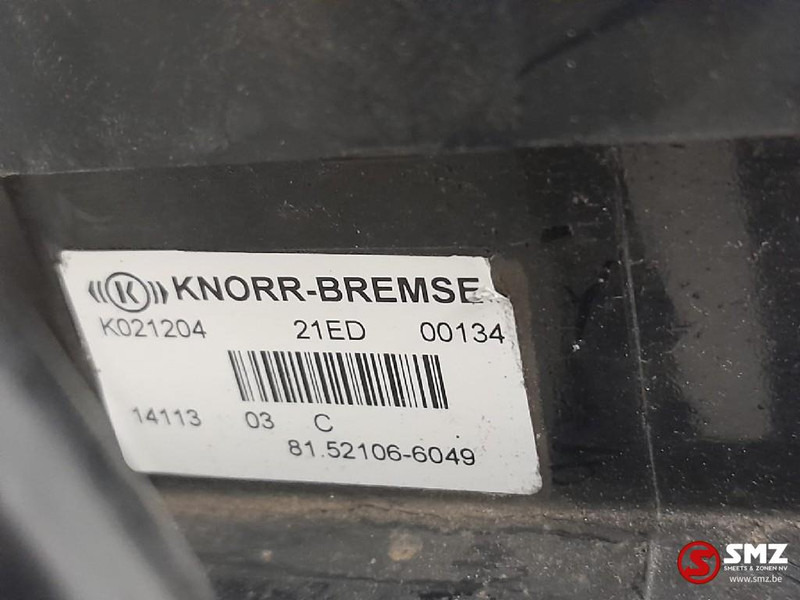 K KNORR-BREMSE
K021204 21ED 00134
14113 03 C
81.52106-6049
SMZ
SMEETS & ZONEN NV
www.smz.be